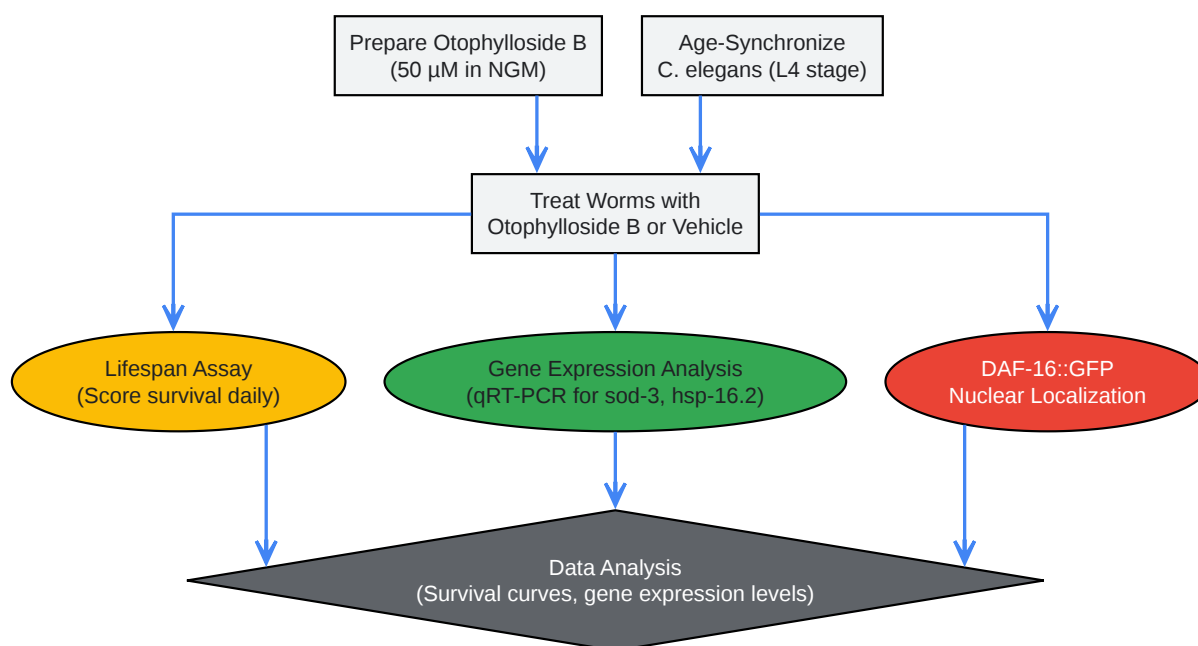 Prepare Otophylloside B
(50 µM in NGM)
Age-Synchronize
C. elegans (L4 stage)
Treat Worms with
Otophylloside B or Vehicle
Lifespan Assay
(Score survival daily)
Gene Expression Analysis
(qRT-PCR for sod-3, hsp-16.2)
DAF-16::GFP
Nuclear Localization
Data Analysis
(Survival curves, gene expression levels)